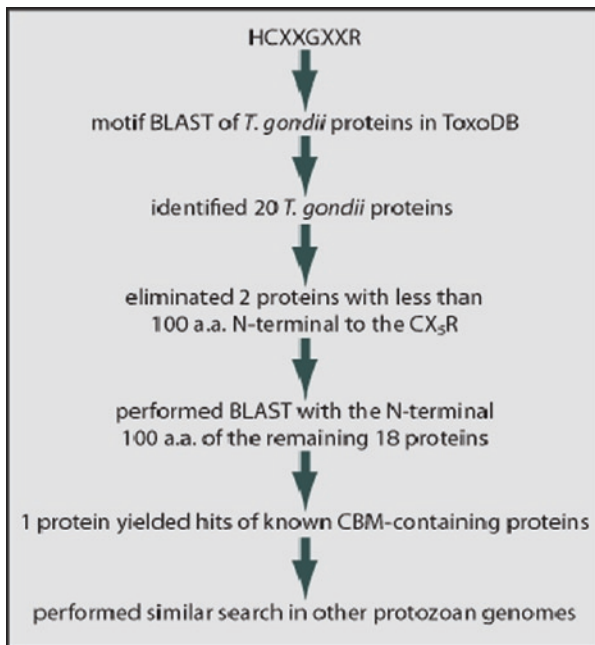 HCXXGXXR
motif BLAST of T. gondii proteins in ToxoDB
identified 20 T. gondii proteins
eliminated 2 proteins with less than
100 a.a. N-terminal to the CX₅R
performed BLAST with the N-terminal
100 a.a. of the remaining 18 proteins
1 protein yielded hits of known CBM-containing proteins
performed similar search in other protozoan genomes